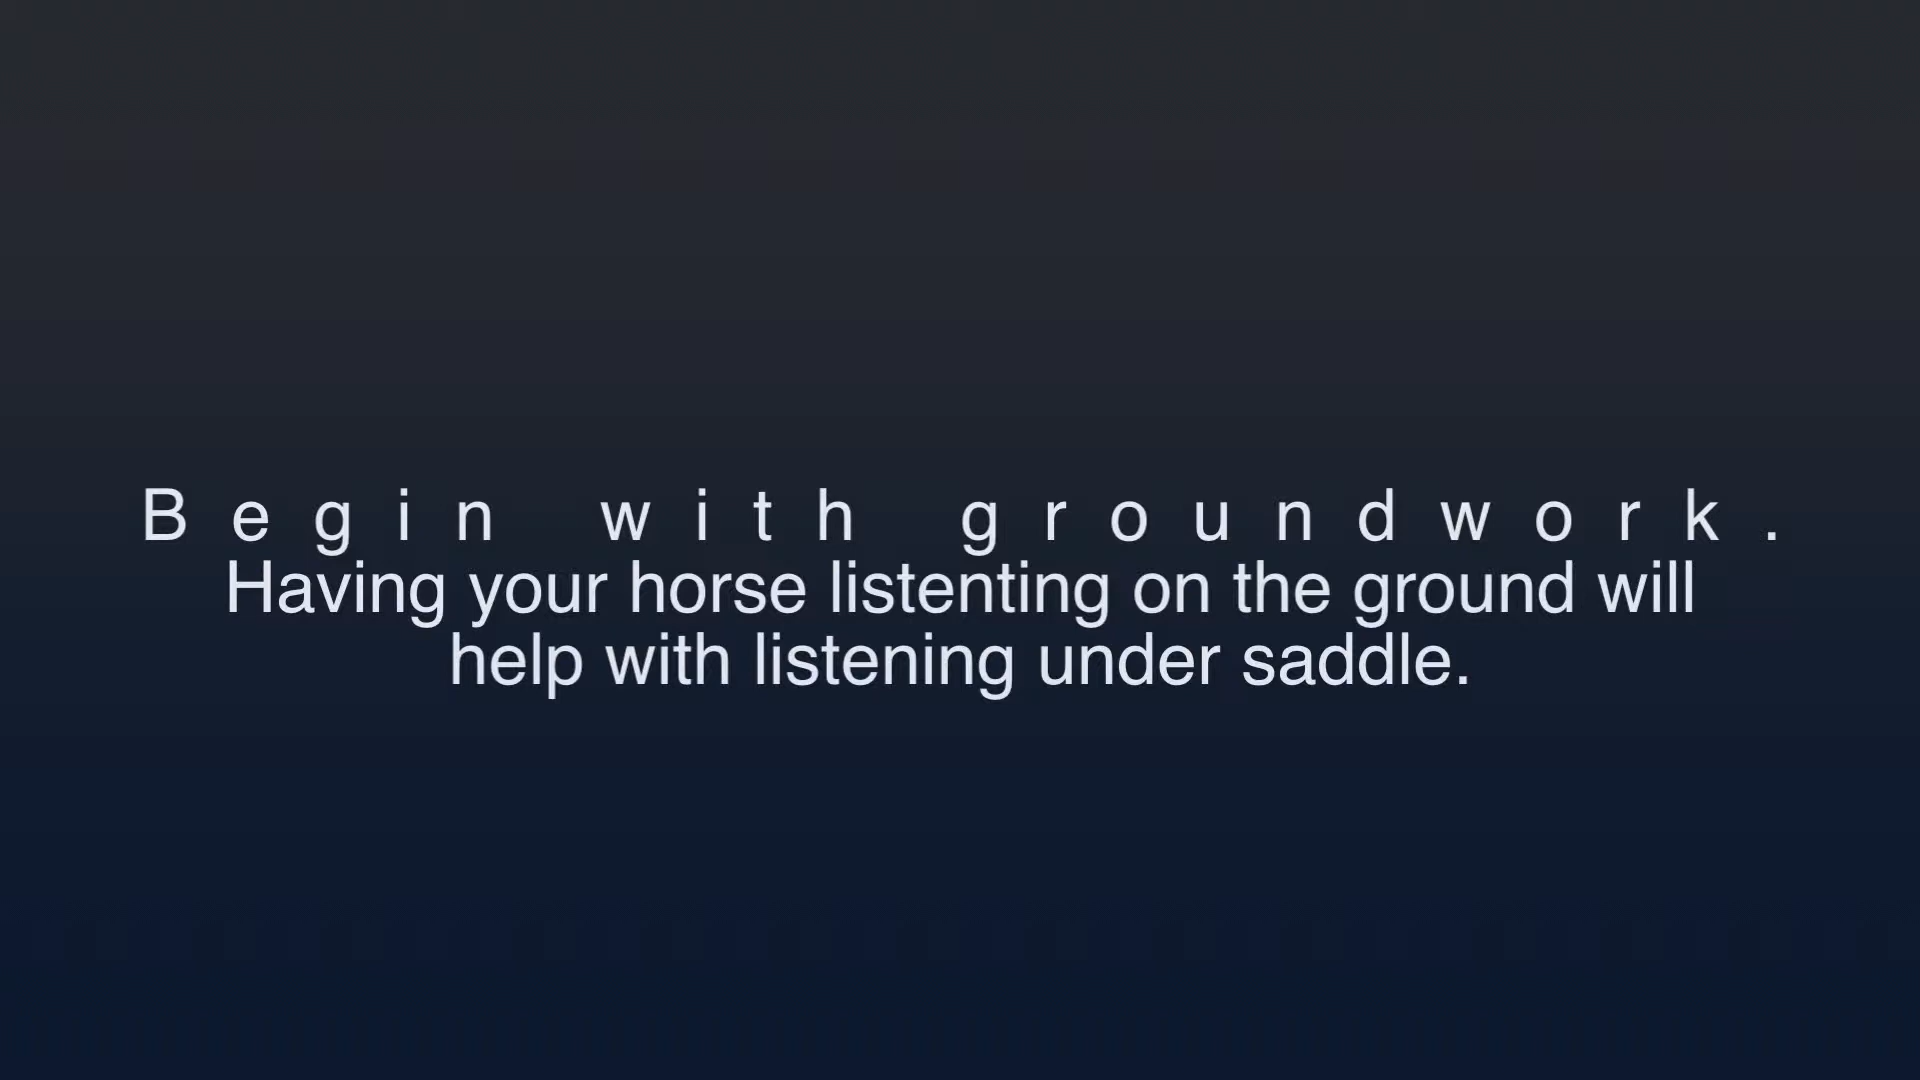 Begin with groundwork.
Having your horse listenting on the ground will
help with listening under saddle.